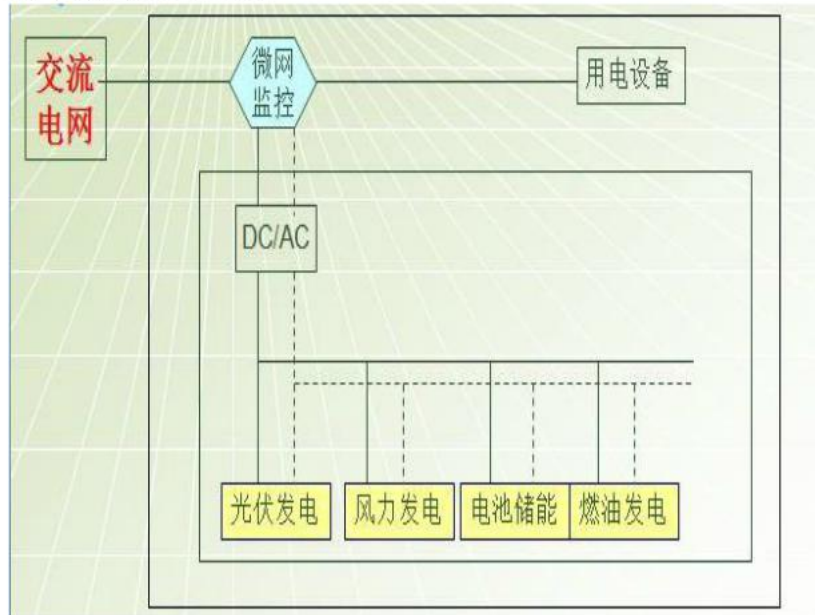 交流
电网
微网
监控
用电设备
DC/AC
光伏发电
风力发电
电池储能
燃油发电